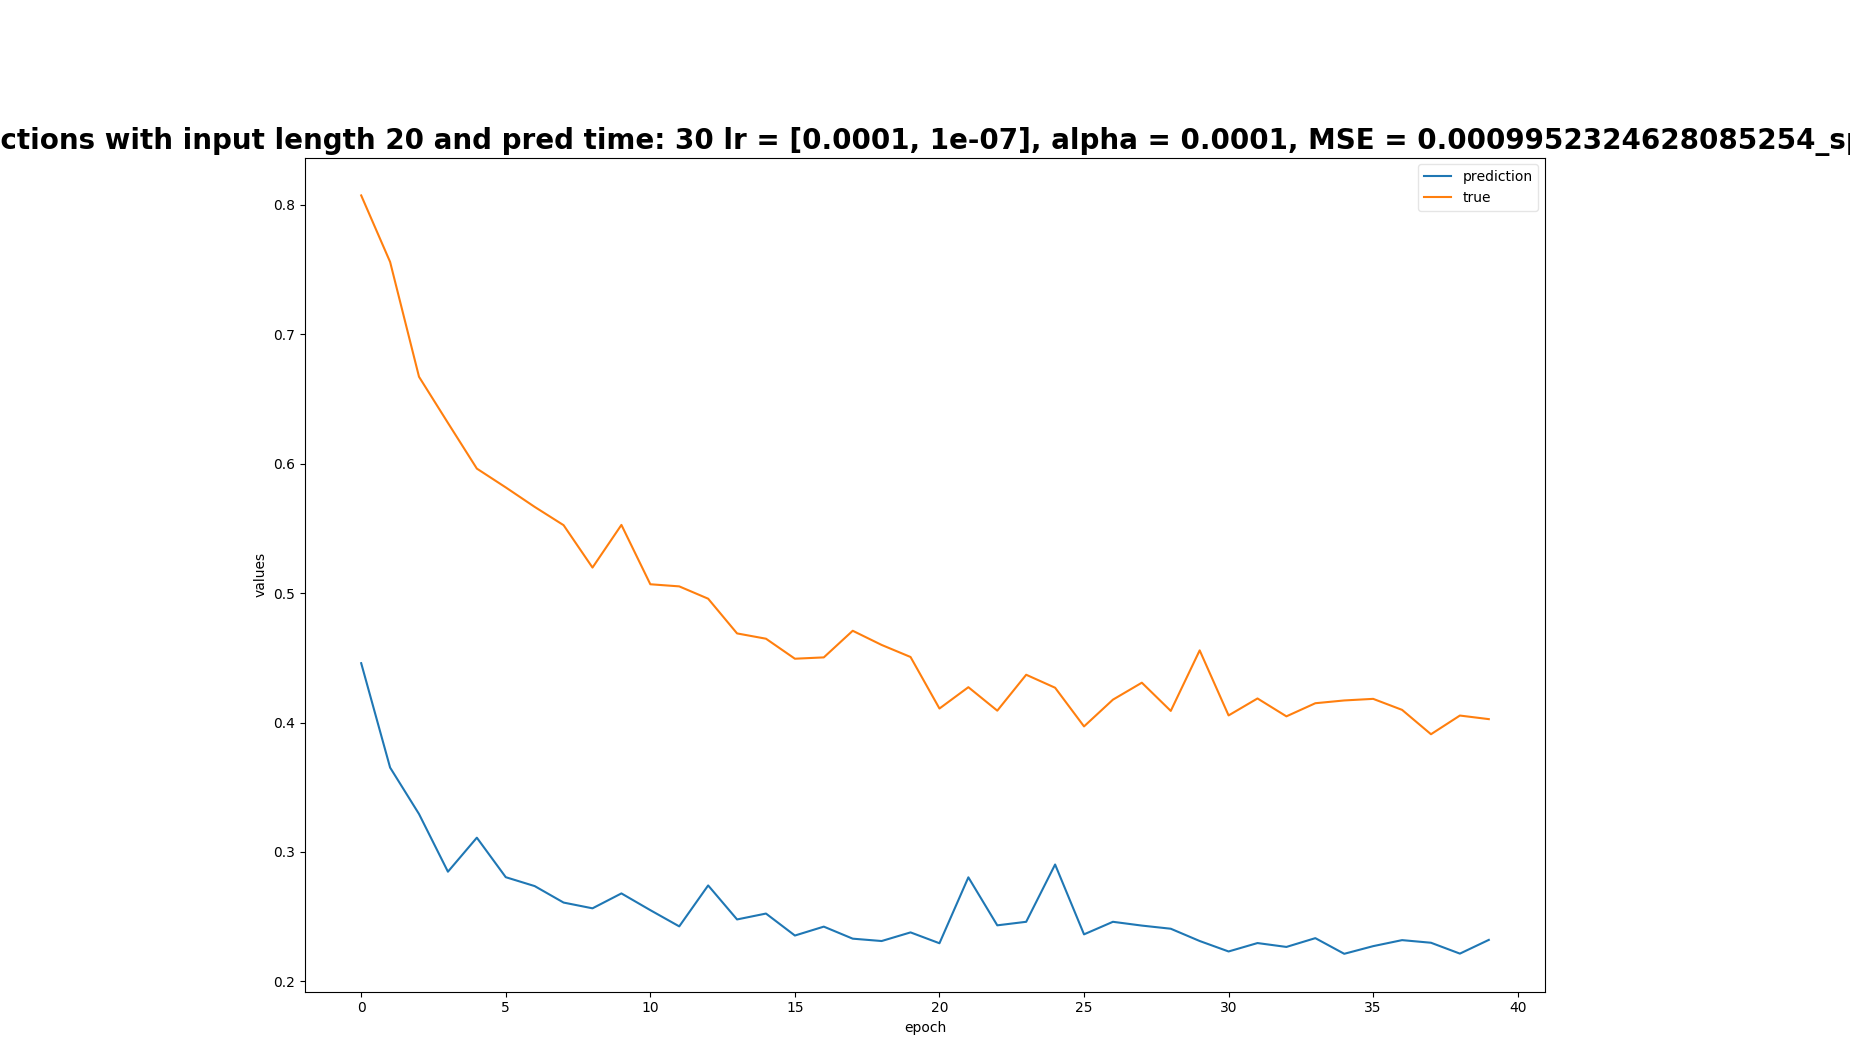 ctions with input length 20 and pred time: 30 lr = [0.0001, 1e-07], alpha = 0.0001, MSE = 0.0009952324628085254_sp
prediction
true
0.8
0.7
0.6
0.5
0.4
0.3
0.2
values
0 5 10 15 20 25 30 35 40
epoch